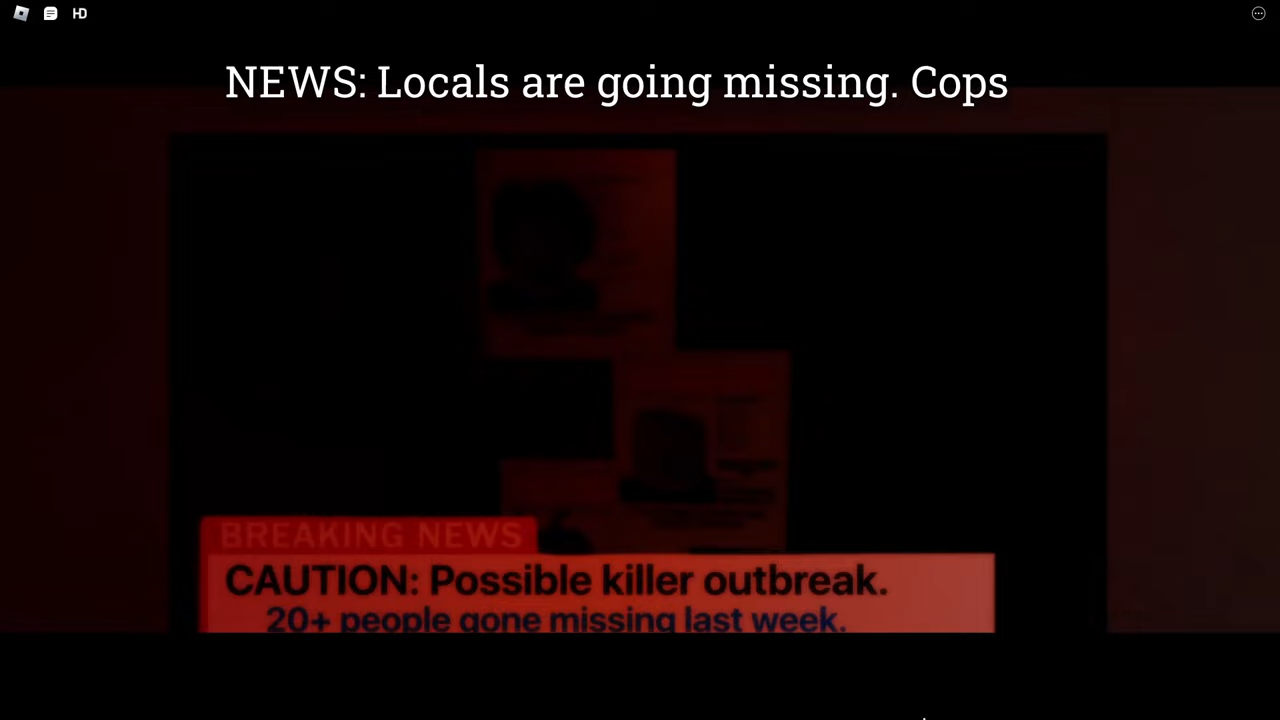 HD
NEWS: Locals are going missing. Cops
BREAKING NEWS
CAUTION: Possible killer outbreak.
20+ people gone missing last week.